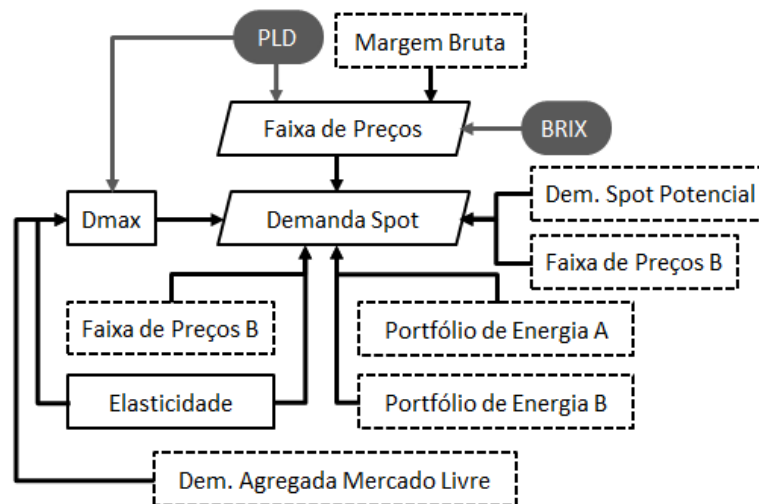 PLD
Margem Bruta
Faixa de Preços
BRIX
Dem. Spot Potencial
Dmax
Demanda Spot
Faixa de Preços B
Faixa de Preços B
Portfólio de Energia A
Elasticidade
Portfólio de Energia B
Dem. Agregada Mercado Livre